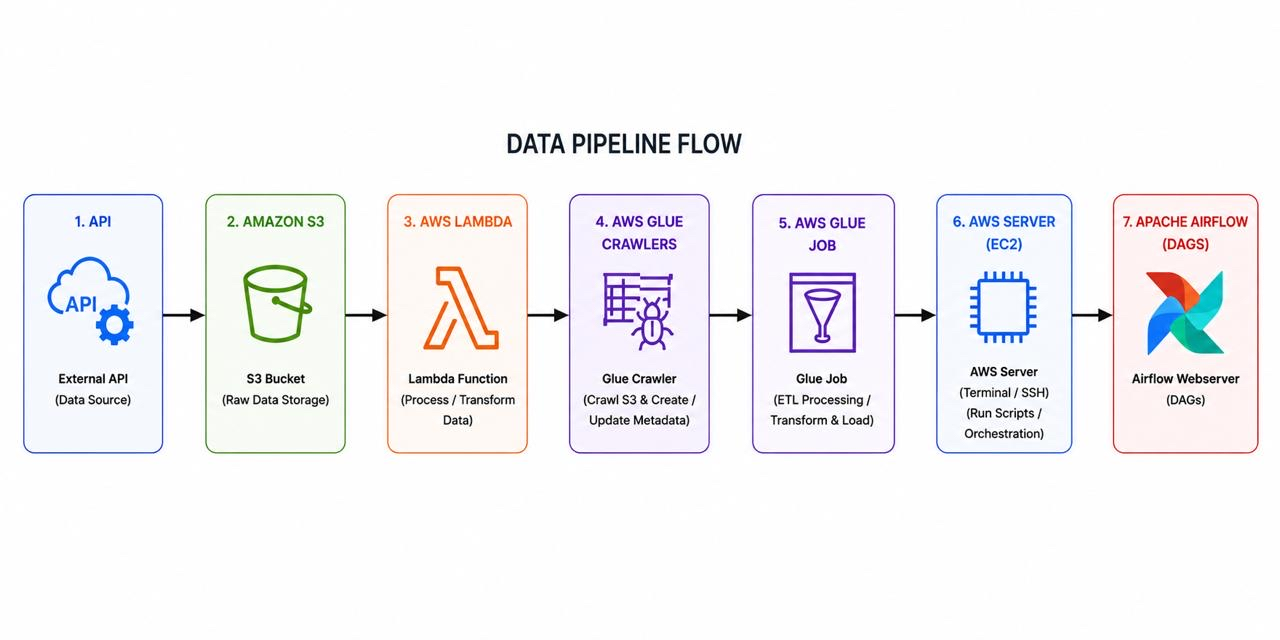 DATA PIPELINE FLOW
1. API
API
External API
(Data Source)
2. AMAZON S3
S3 Bucket
(Raw Data Storage)
3. AWS LAMBDA
Lambda Function
(Process / Transform
Data)
4. AWS GLUE
CRAWLERS
Glue Crawler
(Crawl S3 & Create /
Update Metadata)
5. AWS GLUE
JOB
Glue Job
(ETL Processing /
Transform & Load)
6. AWS SERVER
(EC2)
AWS Server
(Terminal / SSH)
(Run Scripts /
Orchestration)
7. APACHE AIRFLOW
(DAGS)
Airflow Webserver
(DAGs)